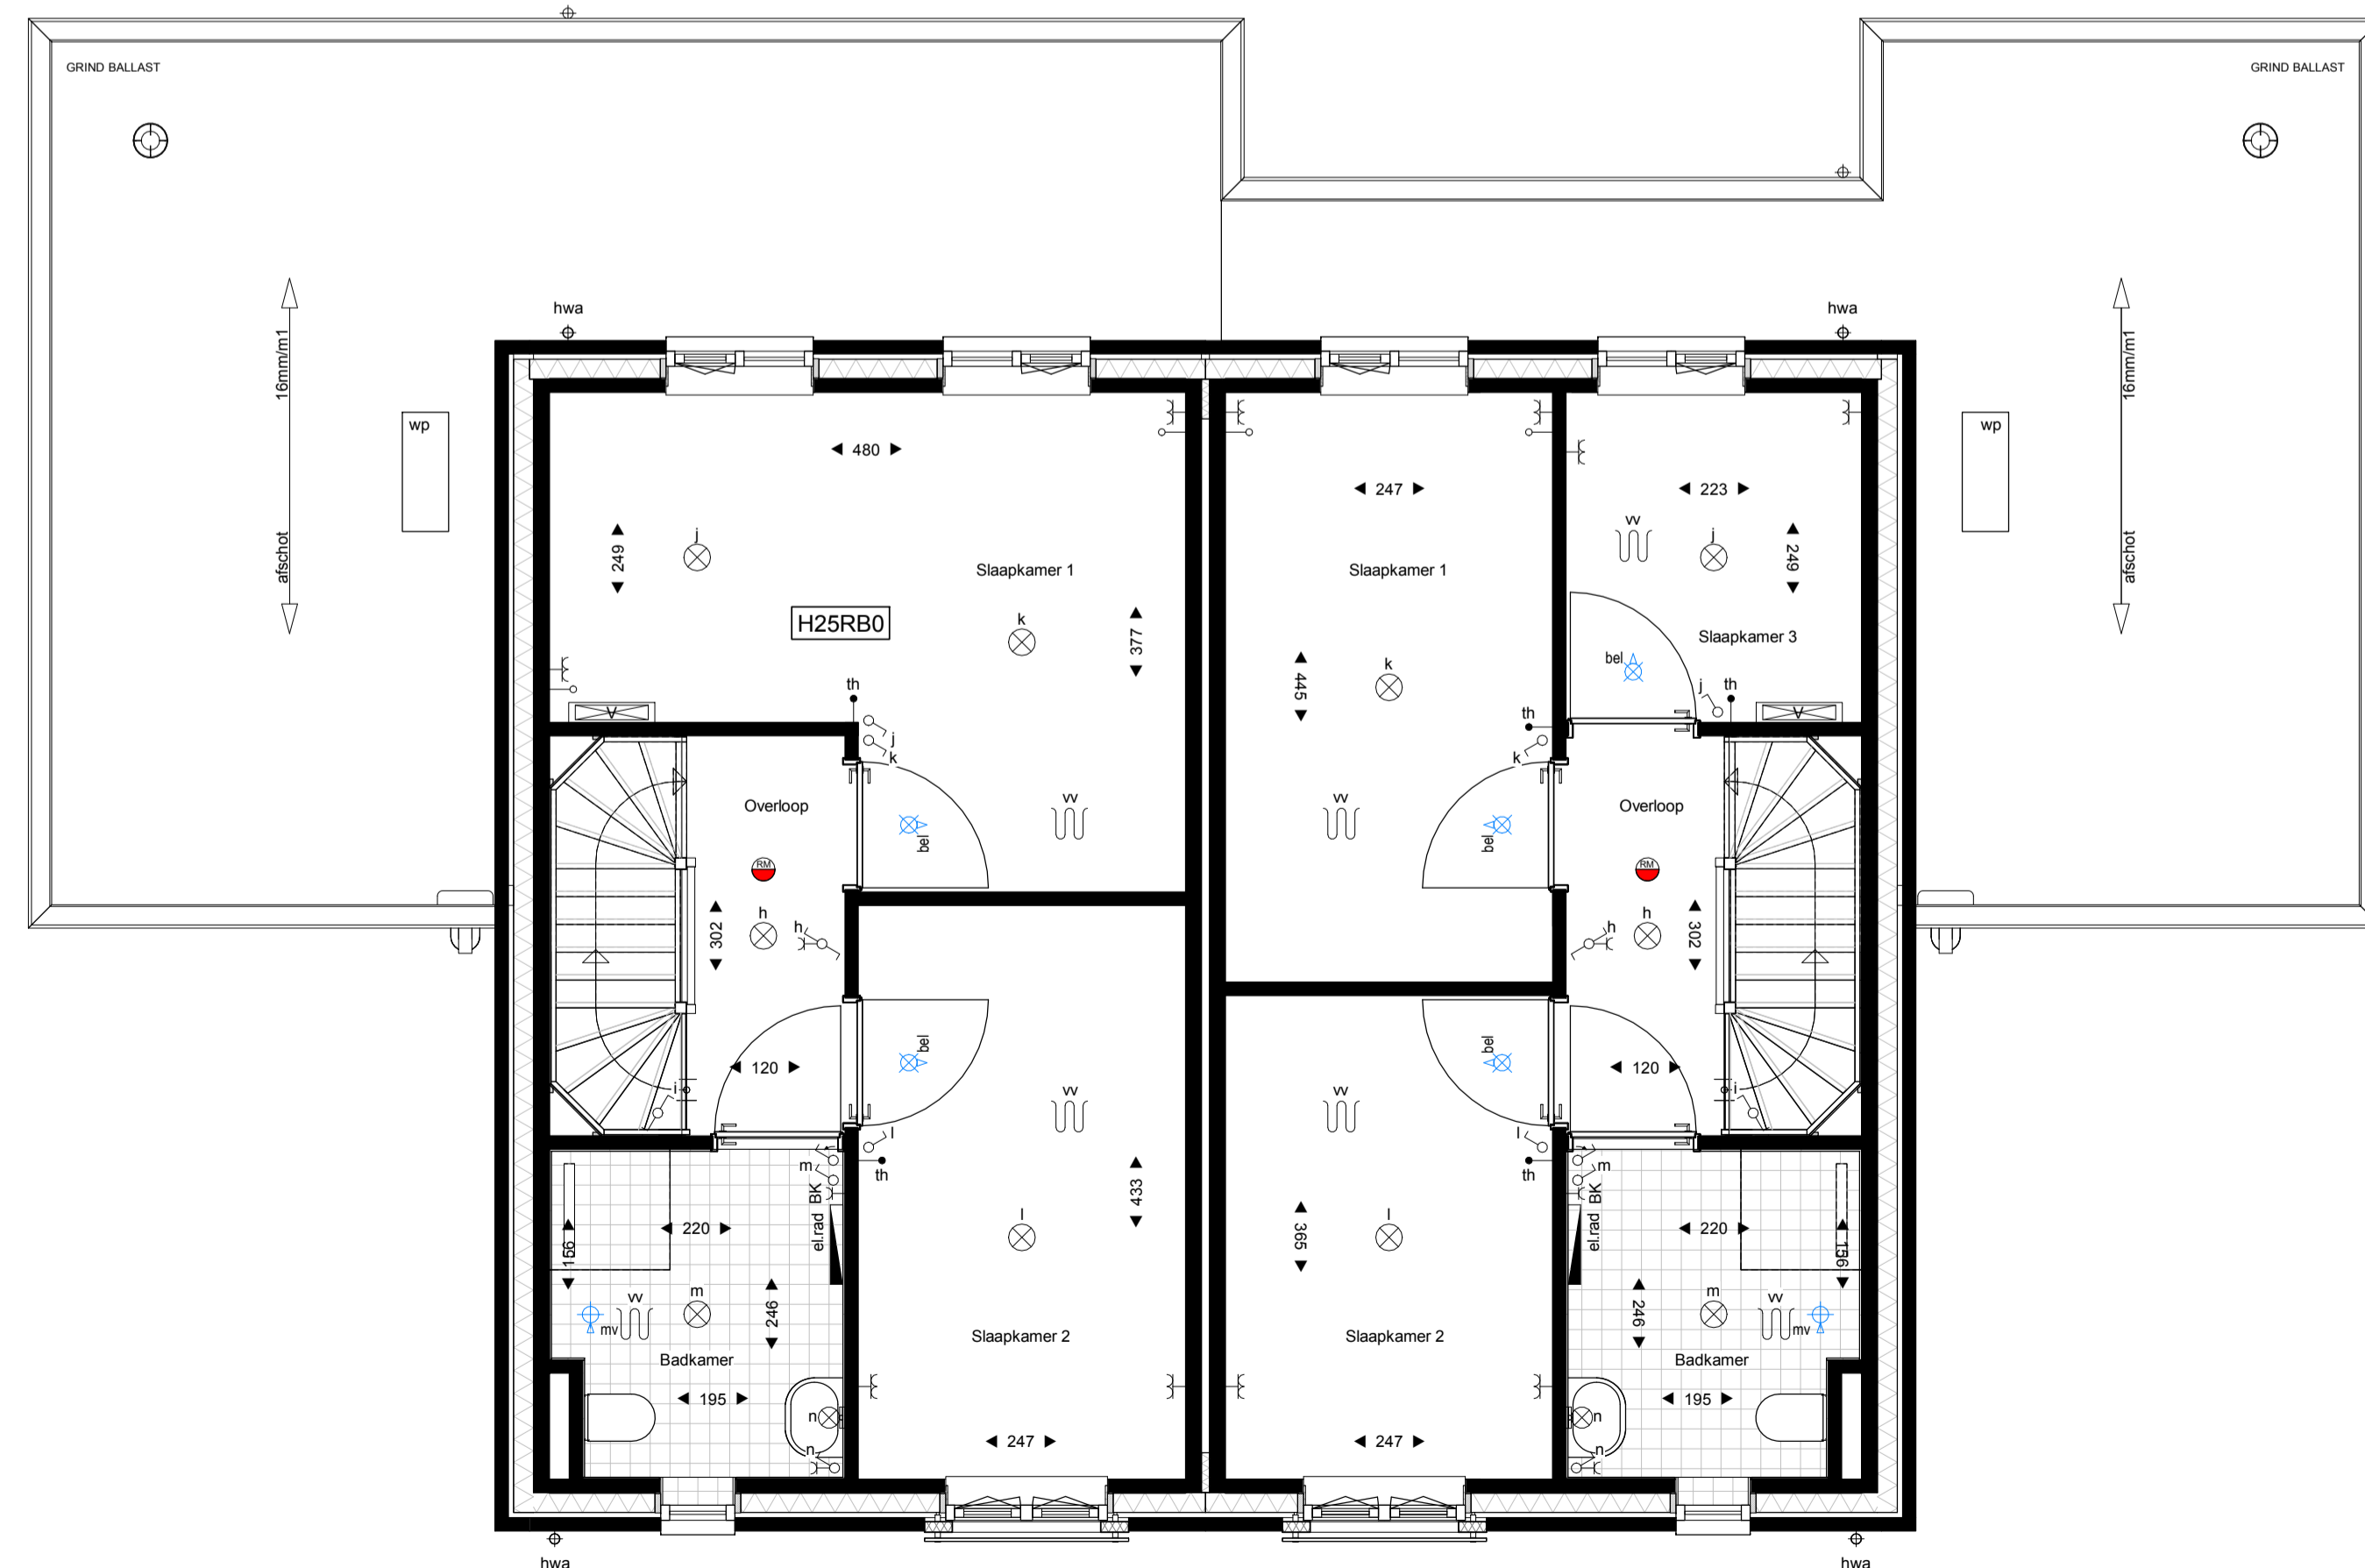 GRIND BALLAST
GRIND BALLAST
hwa
hwa
16mm/m1
afschot
16mm/m1
afschot
wp
wp
480
247
223
249
j
Slaapkamer 1
Slaapkamer 1
vv
j
249
H25RB0
k
377
Slaapkamer 3
bel
445
k
th
j
th
V
V
th
j
k
k
Overloop
vv
vv
Overloop
bel
bel
RM
RM
302
h
h
h
h
302
120
bel
bel
120
i
vv
vv
i
l
th
l
th
m
m
el.rad BK
el.rad BK
156
220
433
365
220
156
l
l
vv
m
246
mv
246
m
vv
mv
Badkamer
Slaapkamer 2
Slaapkamer 2
Badkamer
195
195
n
n
n
n
247
247
hwa
hwa